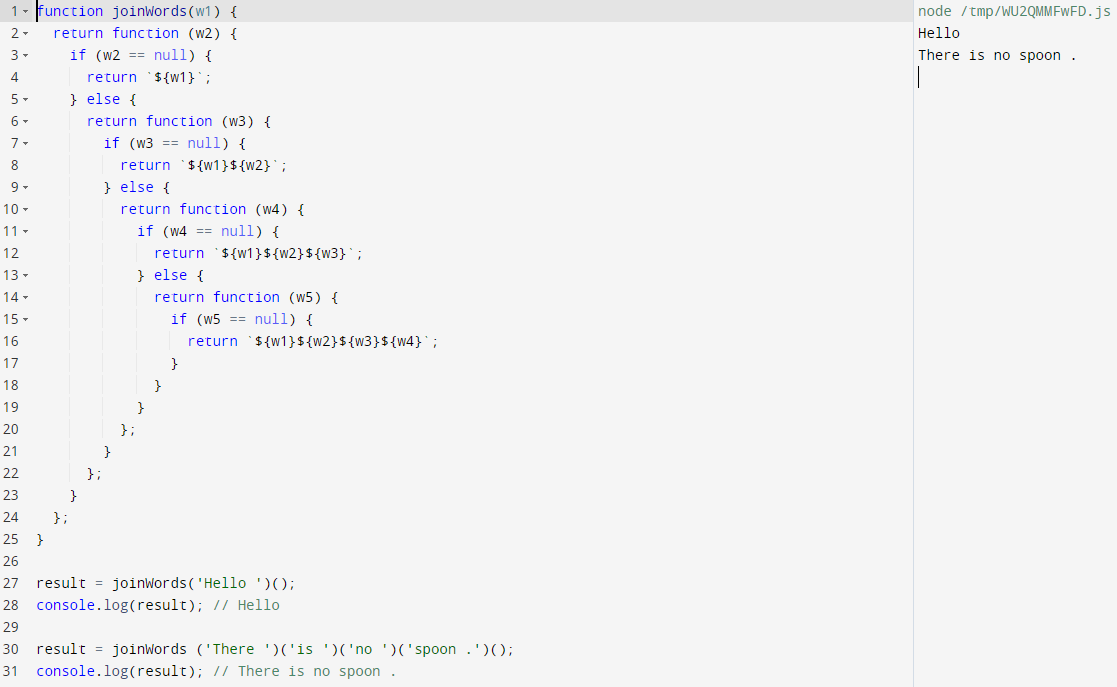 1 function joinWords(w1) {
2   return function (w2) {
3     if (w2 == null) {
4       return `${w1}`;
5     } else {
6       return function (w3) {
7         if (w3 == null) {
8           return `${w1}${w2}`;
9         } else {
10           return function (w4) {
11             if (w4 == null) {
12               return `${w1}${w2}${w3}`;
13             } else {
14               return function (w5) {
15                 if (w5 == null) {
16                   return `${w1}${w2}${w3}${w4}`;
17                 }
18               }
19             }
20           };
21         }
22       };
23     }
24   };
25 }
26
27 result = joinWords('Hello ')();
28 console.log(result); // Hello
29
30 result = joinWords ('There ')('is ')('no ')('spoon .')();
31 console.log(result); // There is no spoon .
node /tmp/WU2QMMFwFD.js
Hello
There is no spoon .